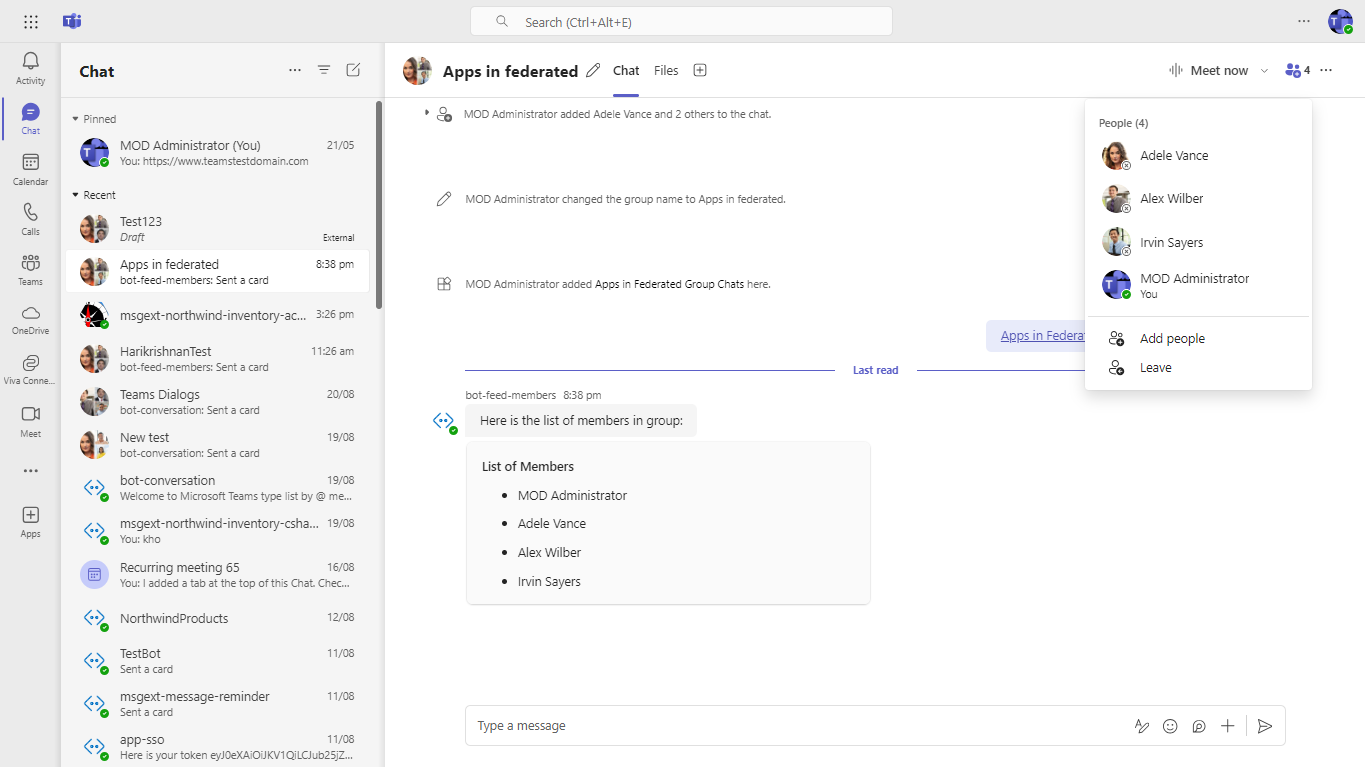 Search (Ctrl+Alt+E)
Activity
Chat
Calendar
Calls
Teams
OneDrive
Viva Conne...
Meet
Apps
Chat
Pinned
MOD Administrator (You) 21/05
You: https://www.teamstestdomain.com
Recent
Test123
Draft External
Apps in federated 8:38 pm
bot-feed-members: Sent a card
msgext-northwind-inventory-ac... 3:26 pm
HarikrishnanTest 11:26 am
bot-feed-members: Sent a card
Teams Dialogs 20/08
bot-conversation: Sent a card
New test 19/08
bot-conversation: Sent a card
bot-conversation 19/08
Welcome to Microsoft Teams type list by @ me...
msgext-northwind-inventory-csha... 19/08
You: kho
Recurring meeting 65 16/08
You: I added a tab at the top of this Chat. Chec...
NorthwindProducts 12/08
TestBot 11/08
Sent a card
msgext-message-reminder 11/08
Sent a card
app-sso 11/08
Here is your token eyJ0eXAiOiJKV1QiLCJub25jZ...
Apps in federated Chat Files
Meet now 4
MOD Administrator added Adele Vance and 2 others to the chat.
MOD Administrator changed the group name to Apps in federated.
MOD Administrator added Apps in Federated Group Chats here.
Apps in Federat
Last read
bot-feed-members 8:38 pm
Here is the list of members in group:
List of Members
• MOD Administrator
• Adele Vance
• Alex Wilber
• Irvin Sayers
Type a message
People (4)
Adele Vance
Alex Wilber
Irvin Sayers
MOD Administrator
You
Add people
Leave